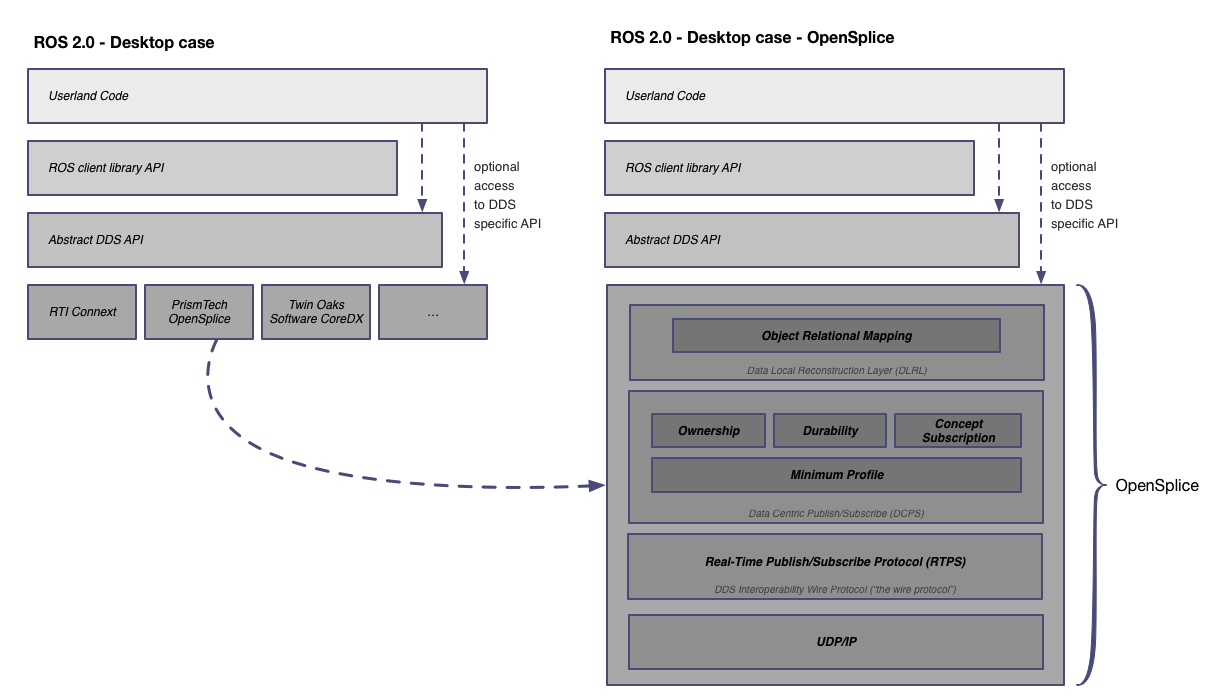 ROS 2.0 - Desktop case
Userland Code
ROS client library API
optional
access
to DDS
specific API
Abstract DDS API
RTI Connext
PrismTech
OpenSplice
Twin Oaks
Software CoreDX
...
ROS 2.0 - Desktop case - OpenSplice
Userland Code
ROS client library API
optional
access
to DDS
specific API
Abstract DDS API
Object Relational Mapping
Data Local Reconstruction Layer (DLRL)
Ownership
Durability
Concept
Subscription
Minimum Profile
Data Centric Publish/Subscribe (DCPS)
Real-Time Publish/Subscribe Protocol (RTPS)
DDS Interoperability Wire Protocol ("the wire protocol")
UDP/IP
OpenSplice